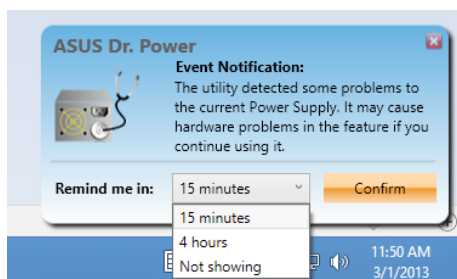 ASUS Dr. Power
Event Notification:
The utility detected some problems to
the current Power Supply. It may cause
hardware problems in the feature if you
continue using it.
Remind me in:
15 minutes
Confirm
15 minutes
4 hours
Not showing
11:50 AM
3/1/2013